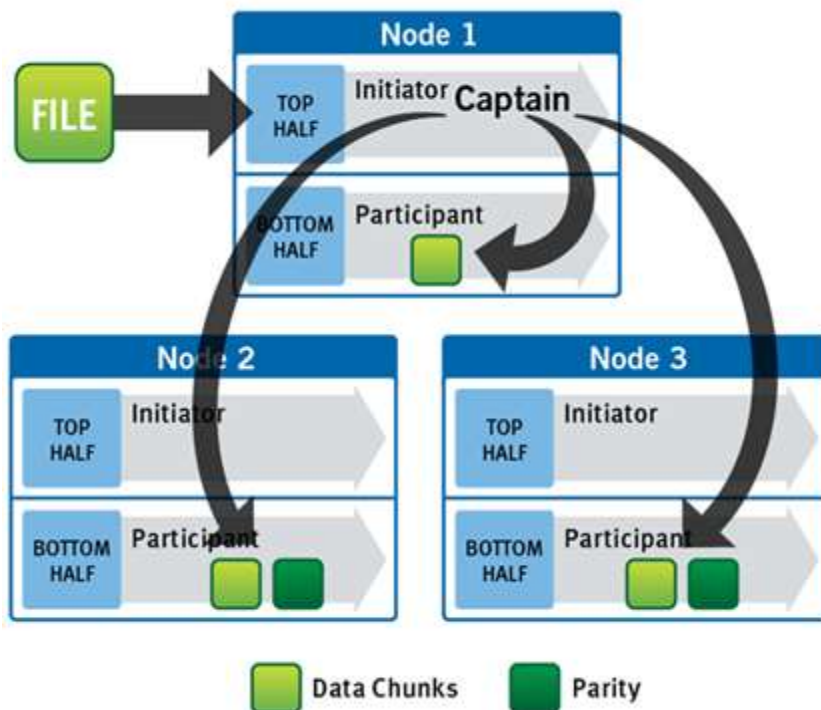 Node 1
FILE
TOP
HALF
Initiator Captain
BOTTOM
HALF
Participant
Node 2
TOP
HALF
Initiator
BOTTOM
HALF
Participant
Node 3
TOP
HALF
Initiator
BOTTOM
HALF
Participant
Data Chunks
Parity